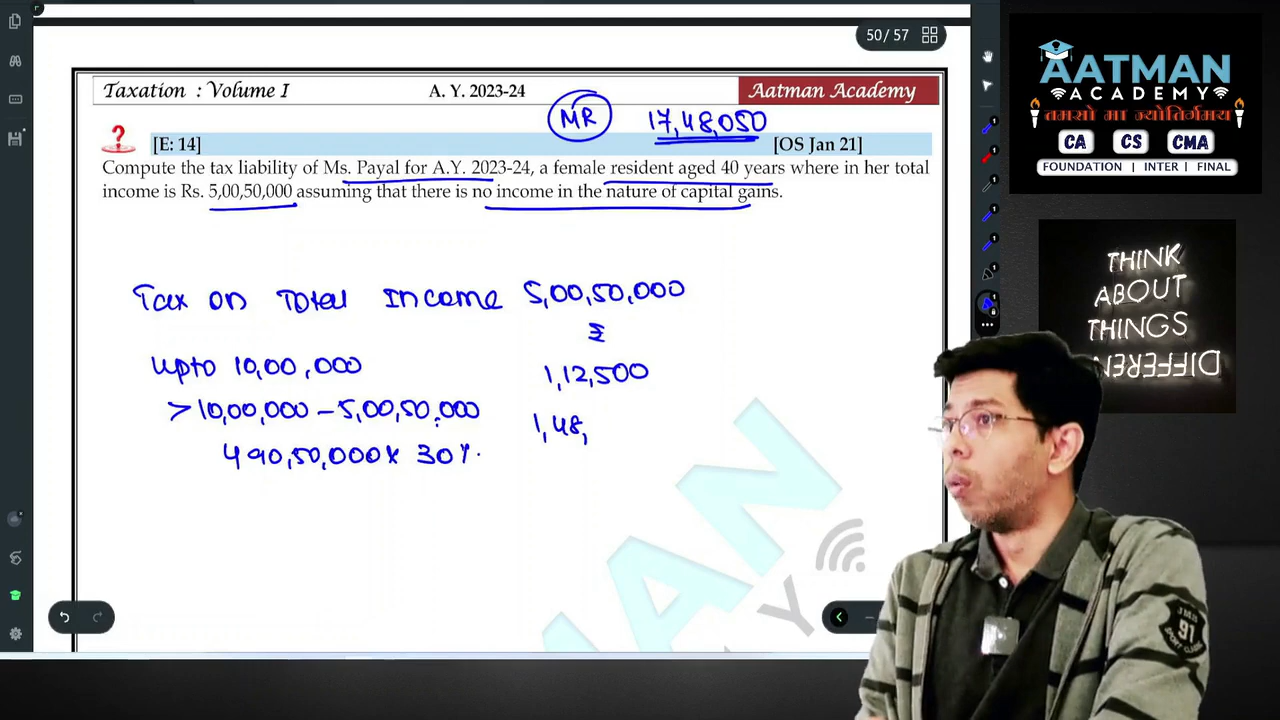 50 / 57
Taxation : Volume I A. Y. 2023-24 Aatman Academy
MR 17,48,050
[E: 14] [OS Jan 21]
Compute the tax liability of Ms. Payal for A.Y. 2023-24, a female resident aged 40 years where in her total
income is Rs. 5,00,50,000 assuming that there is no income in the nature of capital gains.
Tax on Total Income 5,00,50,000
₹
Upto 10,00,000 1,12,500
>10,00,000 – 5,00,50,000 1,48,
490,50,000 x 30%
AATMAN
ACADEMY
तमसो मा ज्योतिर्गमय
CA CS CMA
FOUNDATION | INTER | FINAL
THINK
ABOUT
THINGS
MAN
Y
JMB
91